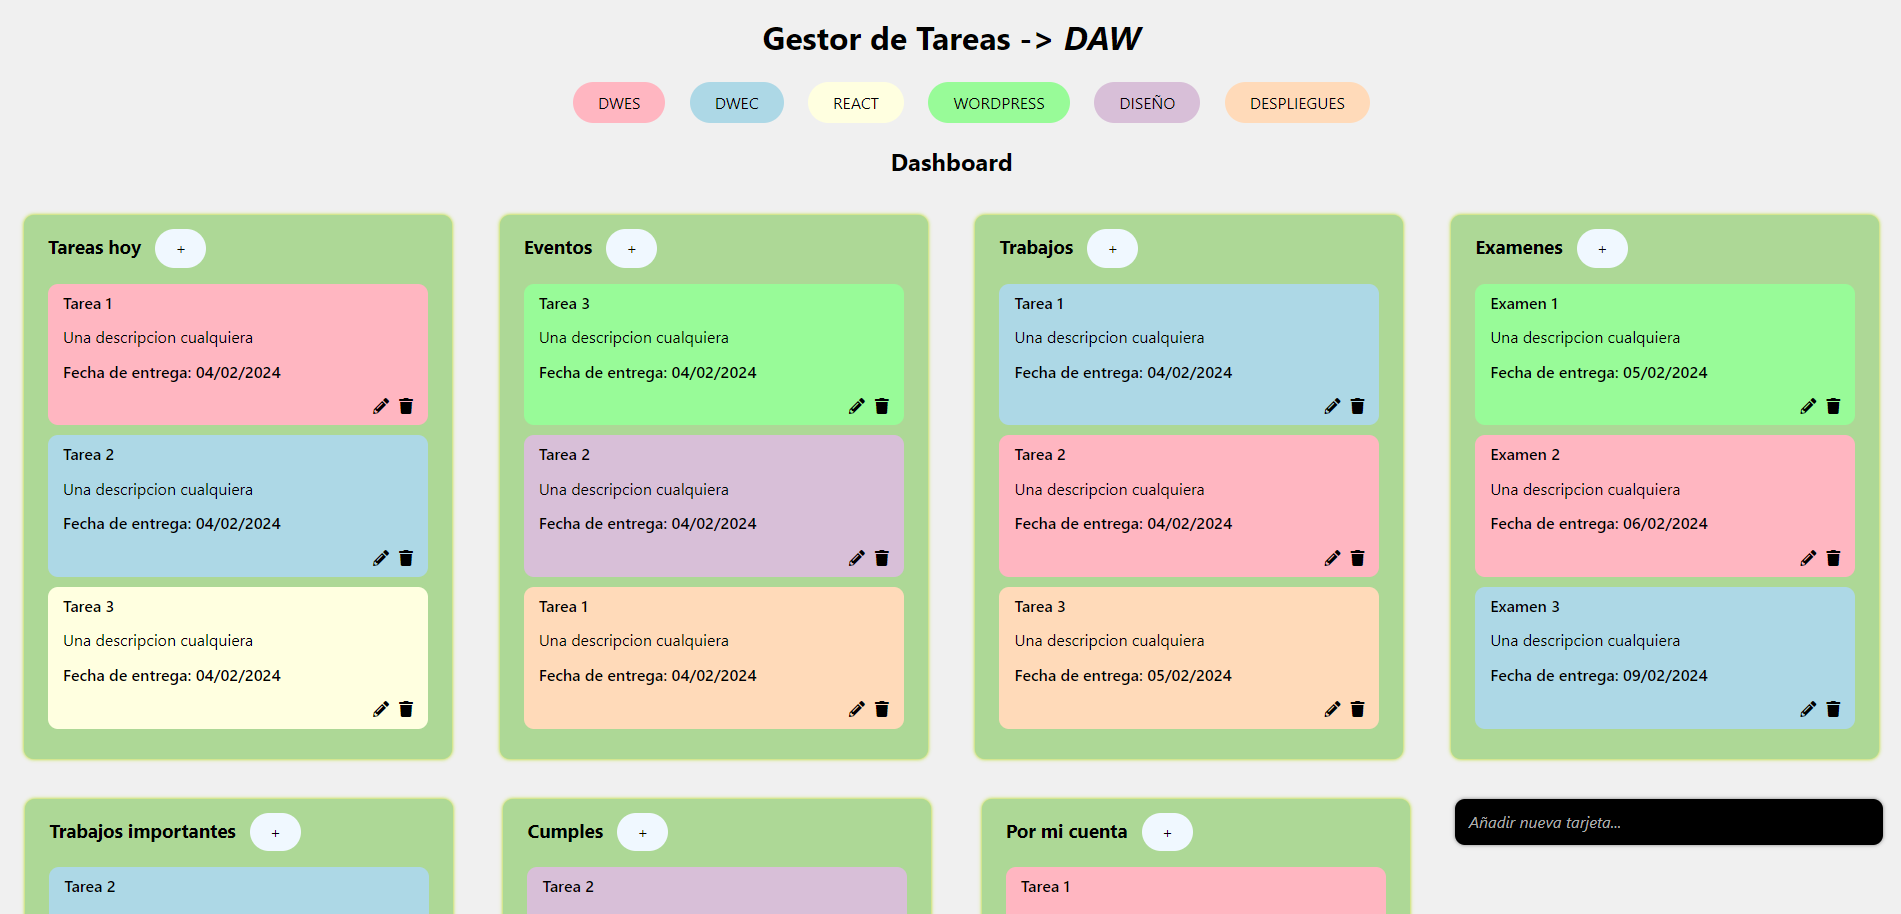 Gestor de Tareas -> DAW
DWES
DWEC
REACT
WORDPRESS
DISEÑO
DESPLIEGUES
Dashboard
Tareas hoy +
Tarea 1
Una descripcion cualquiera
Fecha de entrega: 04/02/2024
Tarea 2
Una descripcion cualquiera
Fecha de entrega: 04/02/2024
Tarea 3
Una descripcion cualquiera
Fecha de entrega: 04/02/2024
Eventos +
Tarea 3
Una descripcion cualquiera
Fecha de entrega: 04/02/2024
Tarea 2
Una descripcion cualquiera
Fecha de entrega: 04/02/2024
Tarea 1
Una descripcion cualquiera
Fecha de entrega: 04/02/2024
Trabajos +
Tarea 1
Una descripcion cualquiera
Fecha de entrega: 04/02/2024
Tarea 2
Una descripcion cualquiera
Fecha de entrega: 04/02/2024
Tarea 3
Una descripcion cualquiera
Fecha de entrega: 05/02/2024
Examenes +
Examen 1
Una descripcion cualquiera
Fecha de entrega: 05/02/2024
Examen 2
Una descripcion cualquiera
Fecha de entrega: 06/02/2024
Examen 3
Una descripcion cualquiera
Fecha de entrega: 09/02/2024
Trabajos importantes +
Tarea 2
Cumples +
Tarea 2
Por mi cuenta +
Tarea 1
Añadir nueva tarjeta...